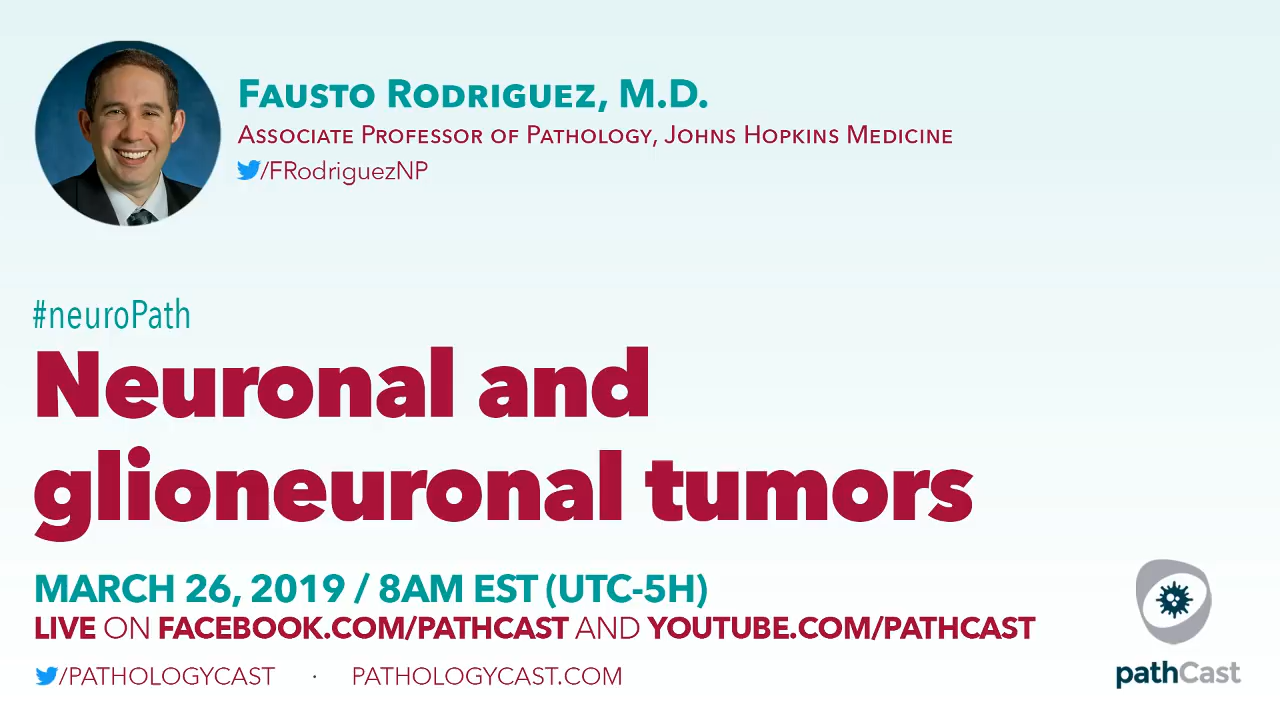 FAUSTO RODRIGUEZ, M.D.
ASSOCIATE PROFESSOR OF PATHOLOGY, JOHNS HOPKINS MEDICINE
/FRodriguezNP
#neuroPath
Neuronal and
glioneuronal tumors
MARCH 26, 2019 / 8AM EST (UTC-5H)
LIVE ON FACEBOOK.COM/PATHCAST AND YOUTUBE.COM/PATHCAST
/PATHOLOGYCAST · PATHOLOGYCAST.COM
pathCast